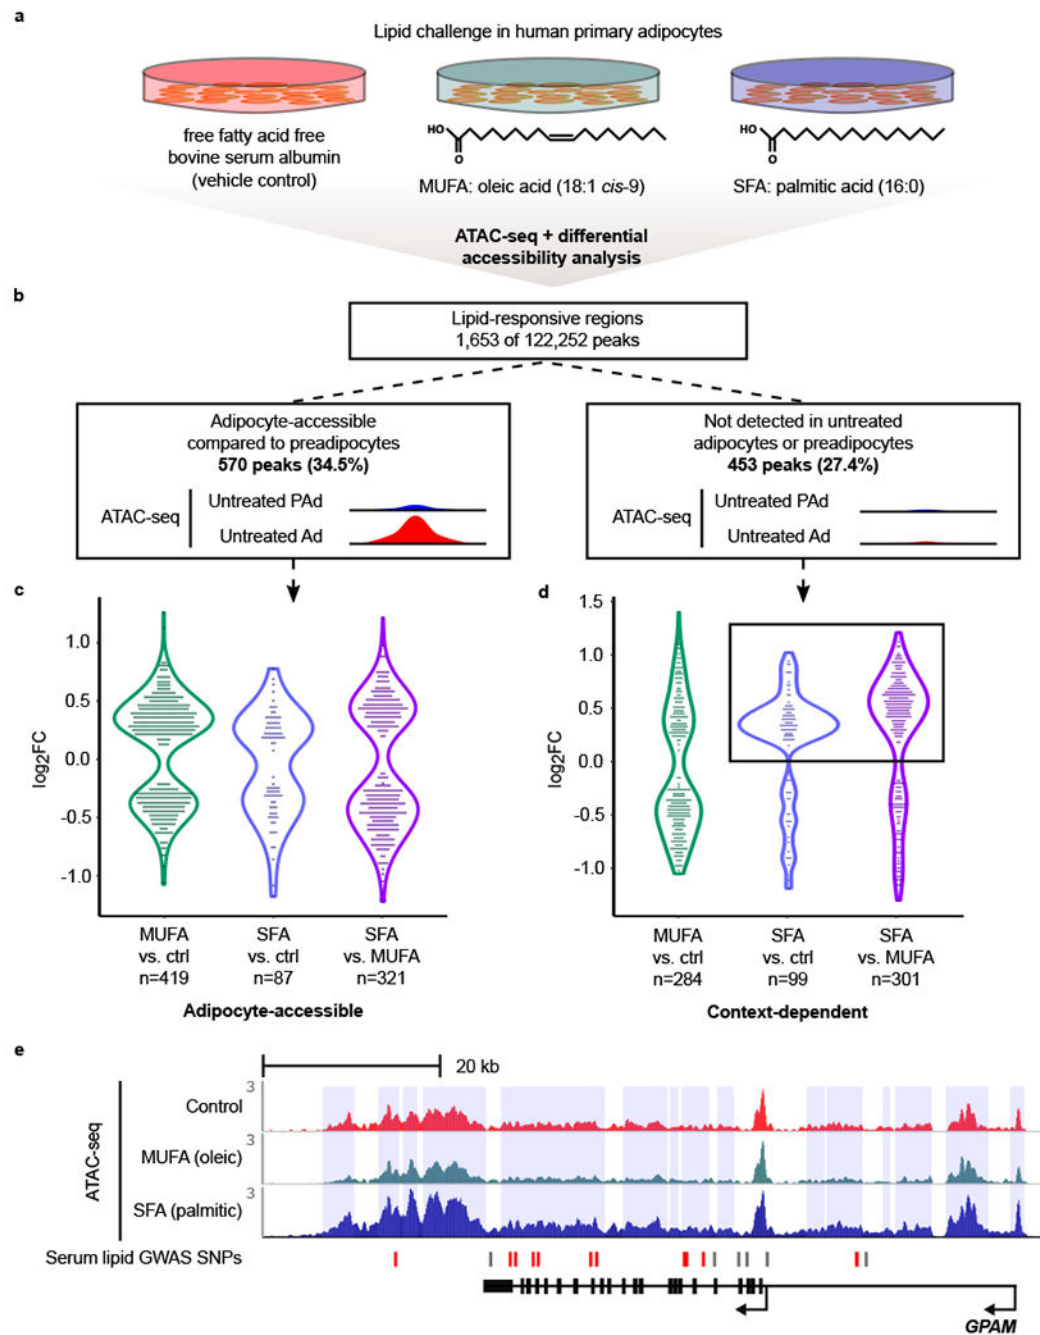 a
Lipid challenge in human primary adipocytes
free fatty acid free
bovine serum albumin
(vehicle control)
HO
O
MUFA: oleic acid (18:1 cis-9)
HO
O
SFA: palmitic acid (16:0)
ATAC-seq + differential
accessibility analysis
b
Lipid-responsive regions
1,653 of 122,252 peaks
Adipocyte-accessible
compared to preadipocytes
570 peaks (34.5%)
ATAC-seq
Untreated PAd
Untreated Ad
Not detected in untreated
adipocytes or preadipocytes
453 peaks (27.4%)
ATAC-seq
Untreated PAd
Untreated Ad
c
log2FC
1.0
0.5
0.0
-0.5
-1.0
MUFA
vs. ctrl
n=419
SFA
vs. ctrl
n=87
SFA
vs. MUFA
n=321
Adipocyte-accessible
d
log2FC
1.5
1.0
0.5
0.0
-0.5
-1.0
MUFA
vs. ctrl
n=284
SFA
vs. ctrl
n=99
SFA
vs. MUFA
n=301
Context-dependent
e
20 kb
ATAC-seq
Control
3
MUFA (oleic)
3
SFA (palmitic)
3
Serum lipid GWAS SNPs
GPAM